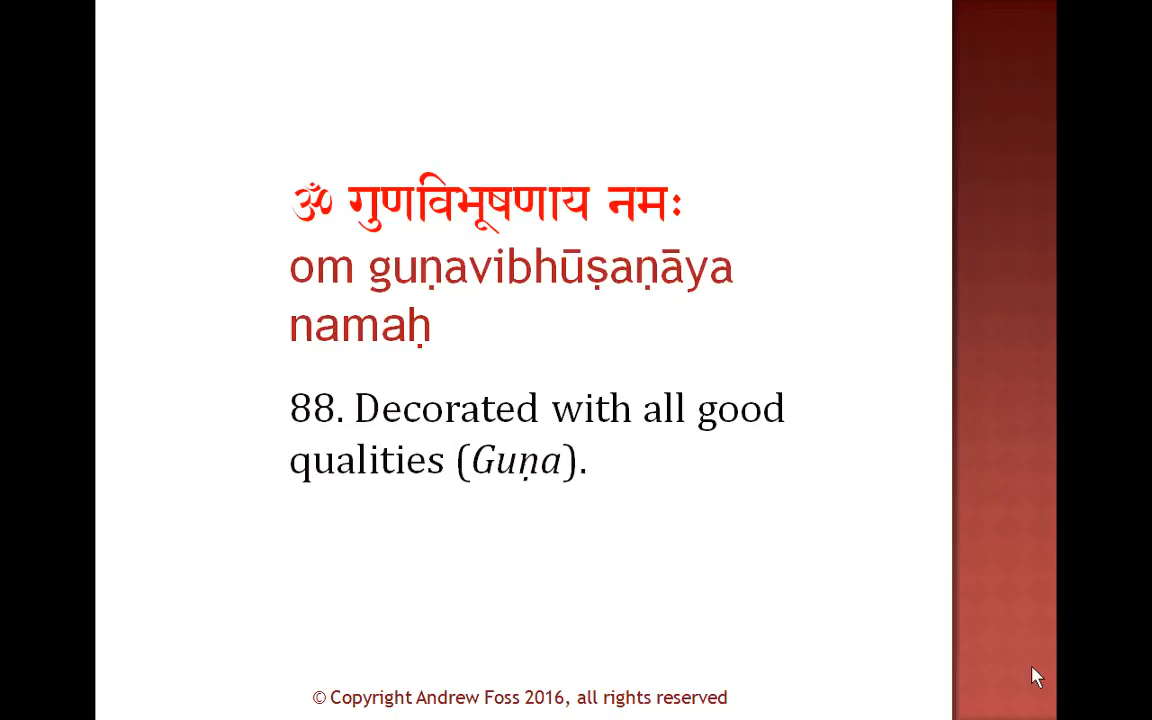 ॐ गुणविभूषणाय नमः
om guṇavibhūṣaṇāya
namaḥ
88. Decorated with all good
qualities (Guṇa).
© Copyright Andrew Foss 2016, all rights reserved